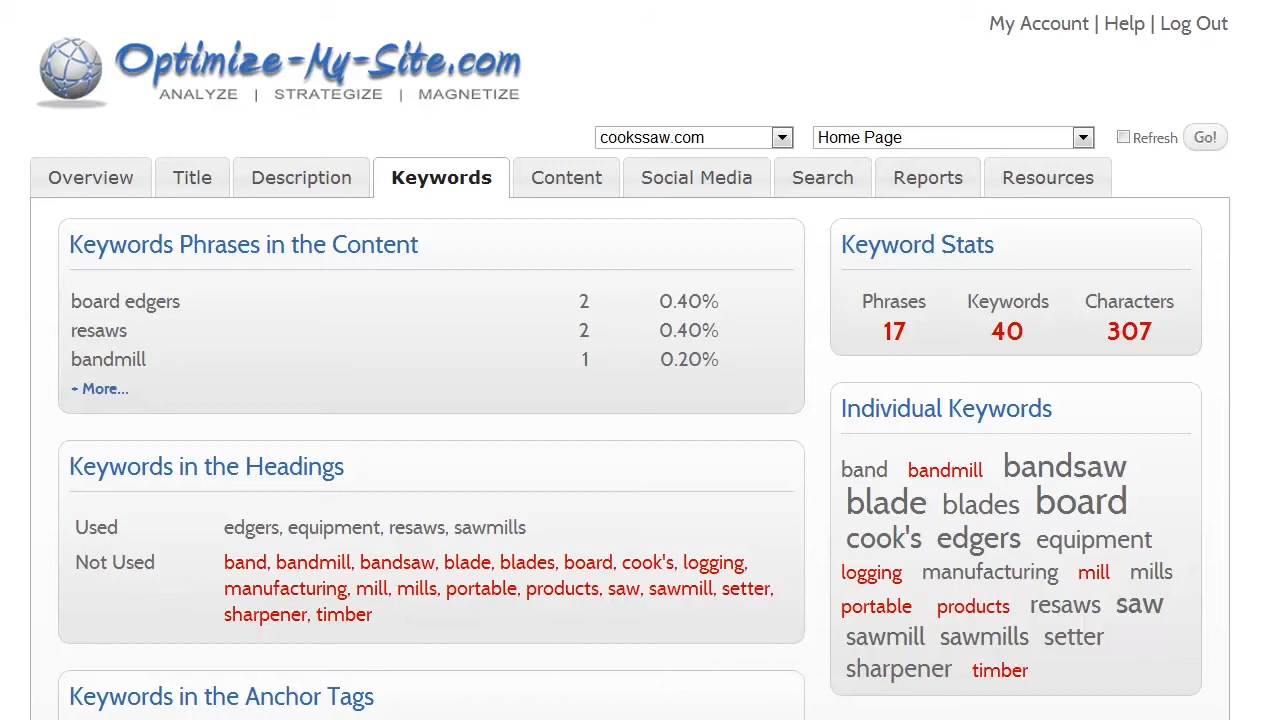 My Account | Help | Log Out
Optimize-My-Site.com
ANALYZE | STRATEGIZE | MAGNETIZE
cookssaw.com Home Page Refresh Go!
Overview Title Description Keywords Content Social Media Search Reports Resources
Keywords Phrases in the Content
board edgers 2 0.40%
resaws 2 0.40%
bandmill 1 0.20%
+ More...
Keywords in the Headings
Used edgers, equipment, resaws, sawmills
Not Used band, bandmill, bandsaw, blade, blades, board, cook's, logging,
manufacturing, mill, mills, portable, products, saw, sawmill, setter,
sharpener, timber
Keywords in the Anchor Tags
Keyword Stats
Phrases Keywords Characters
17 40 307
Individual Keywords
band bandmill bandsaw
blade blades board
cook's edgers equipment
logging manufacturing mill mills
portable products resaws saw
sawmill sawmills setter
sharpener timber